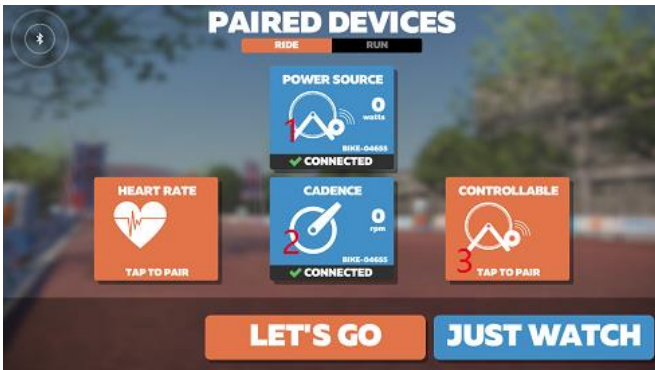 PAIRED DEVICES
RIDE RUN
POWER SOURCE
0
watts
1
BIKE-04655
CONNECTED
HEART RATE
TAP TO PAIR
CADENCE
0
rpm
2
BIKE-04655
CONNECTED
CONTROLLABLE
3
TAP TO PAIR
LET'S GO
JUST WATCH